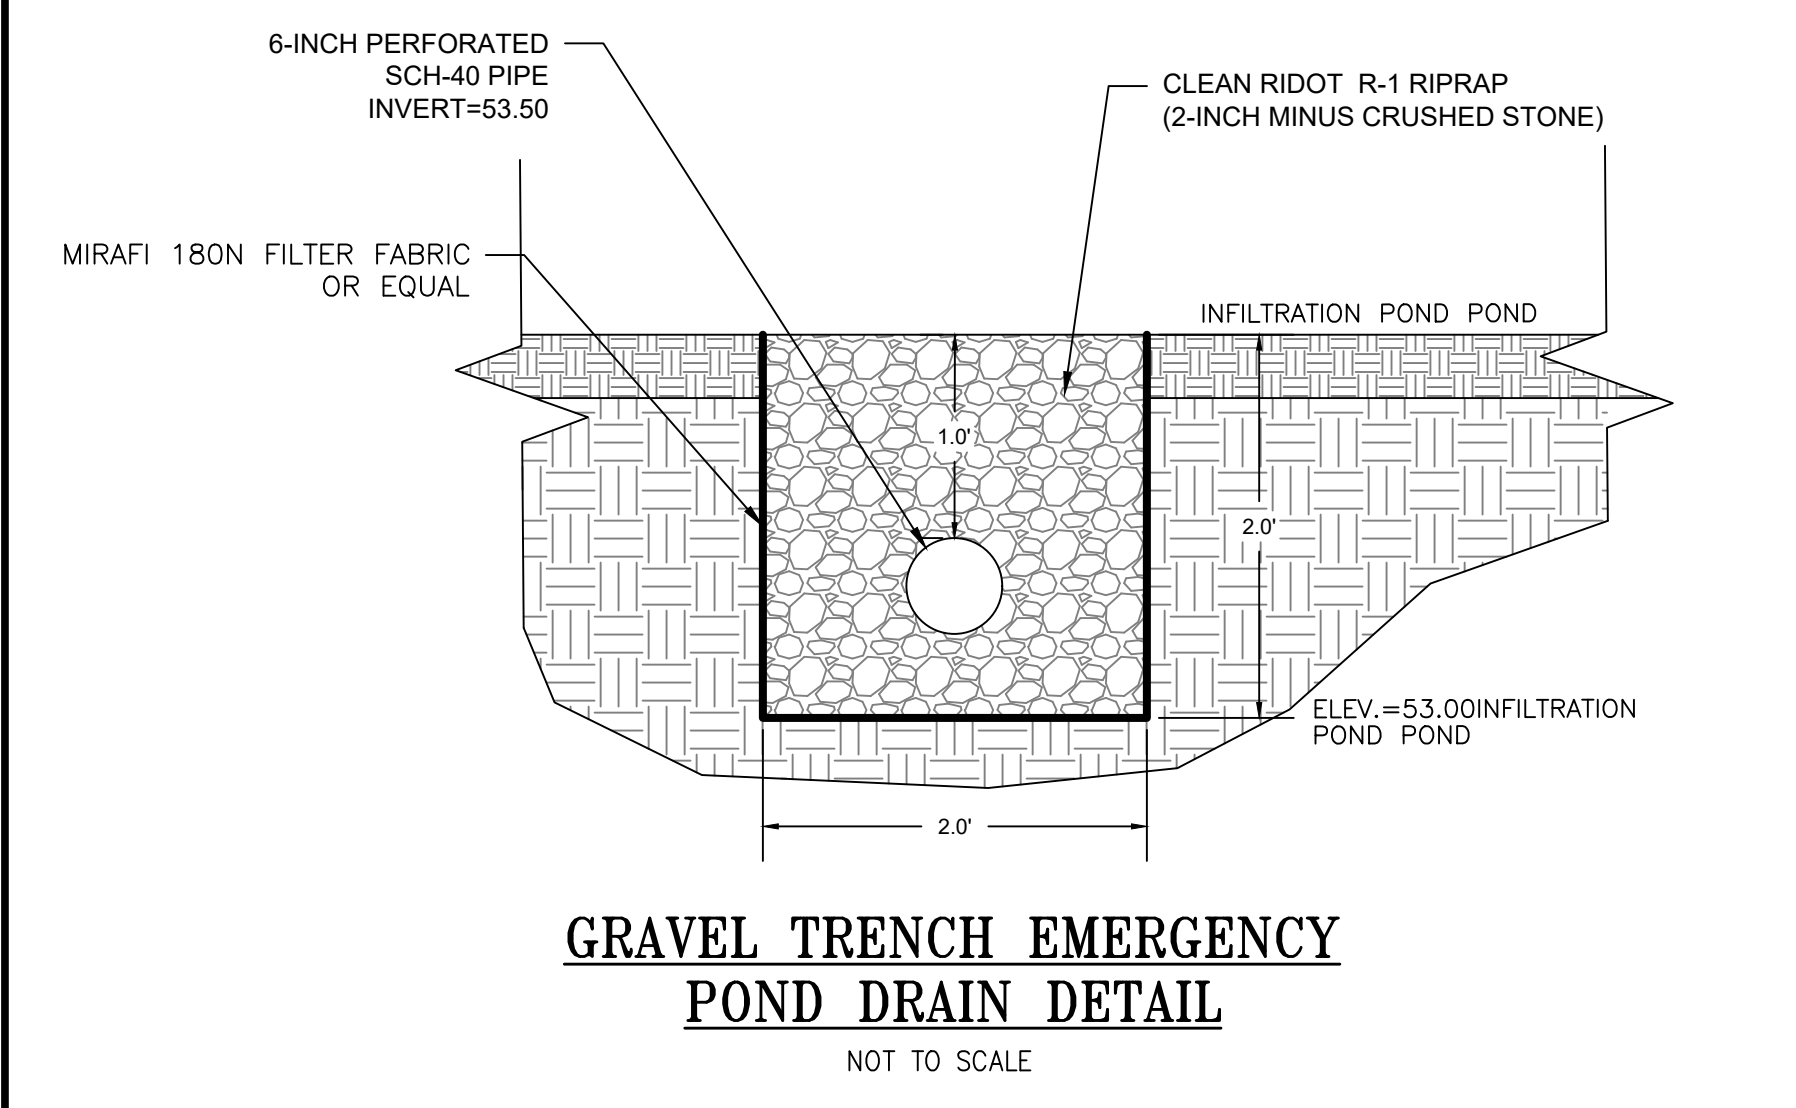 6-INCH PERFORATED
SCH-40 PIPE
INVERT=53.50
CLEAN RIDOT R-1 RIPRAP
(2-INCH MINUS CRUSHED STONE)
MIRAFI 180N FILTER FABRIC
OR EQUAL
INFILTRATION POND POND
1.0'
2.0'
ELEV.=53.00INFILTRATION
POND POND
2.0'
GRAVEL TRENCH EMERGENCY
POND DRAIN DETAIL
NOT TO SCALE